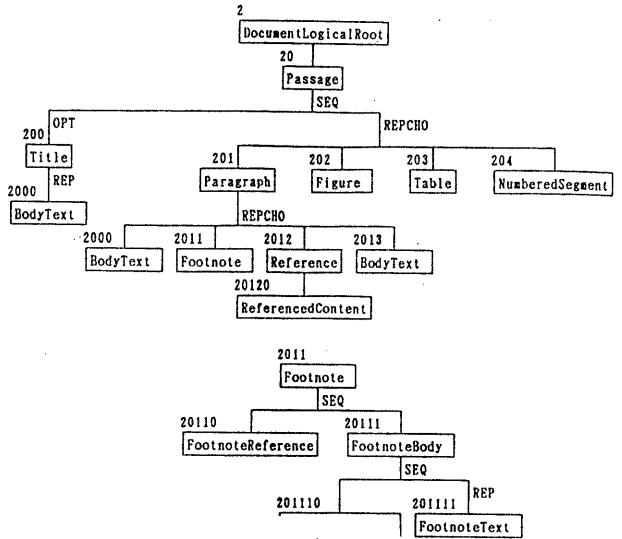 2
DocumentLogicalRoot
20
Passage
SEQ
OPT
REPCHO
200
Title
201
Paragraph
202
Figure
203
Table
204
NumberedSegment
REP
2000
BodyText
REPCHO
2000
BodyText
2011
Footnote
2012
Reference
2013
BodyText
20120
ReferencedContent
2011
Footnote
SEQ
20110
FootnoteReference
20111
FootnoteBody
SEQ
REP
201110
201111
FootnoteText